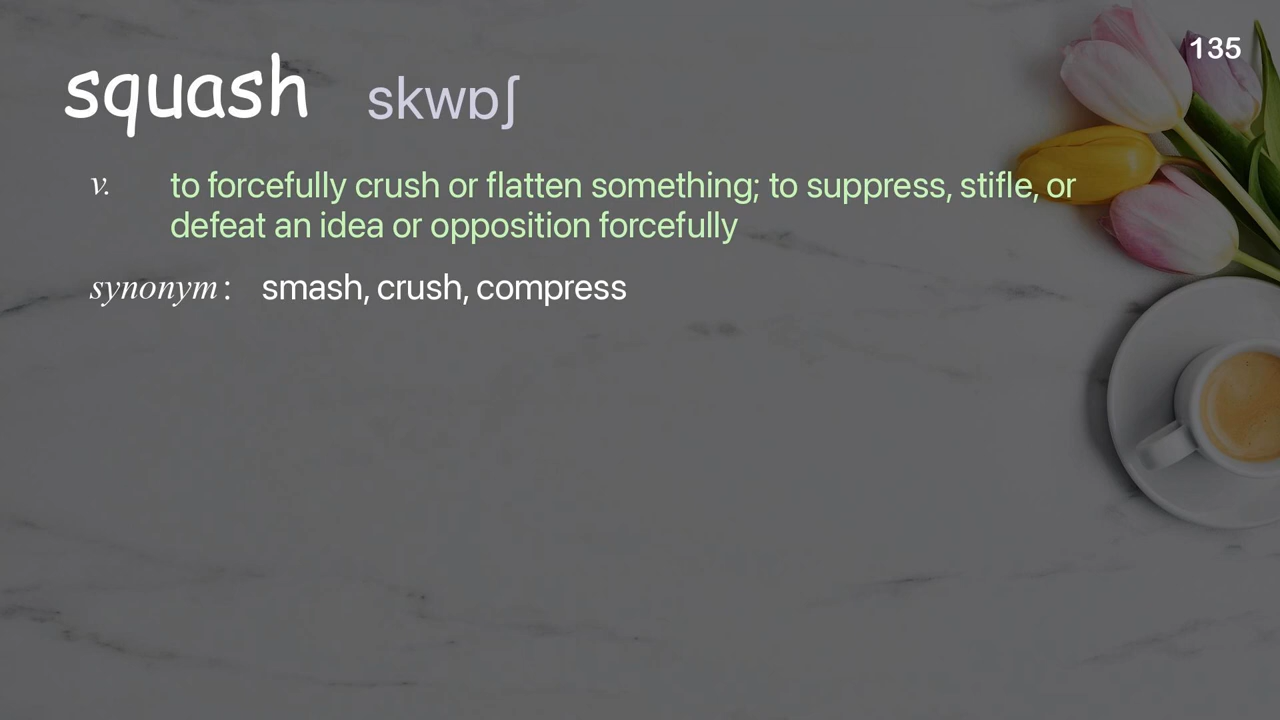 135
squash skwɒʃ
v. to forcefully crush or flatten something; to suppress, stifle, or
defeat an idea or opposition forcefully
synonym: smash, crush, compress